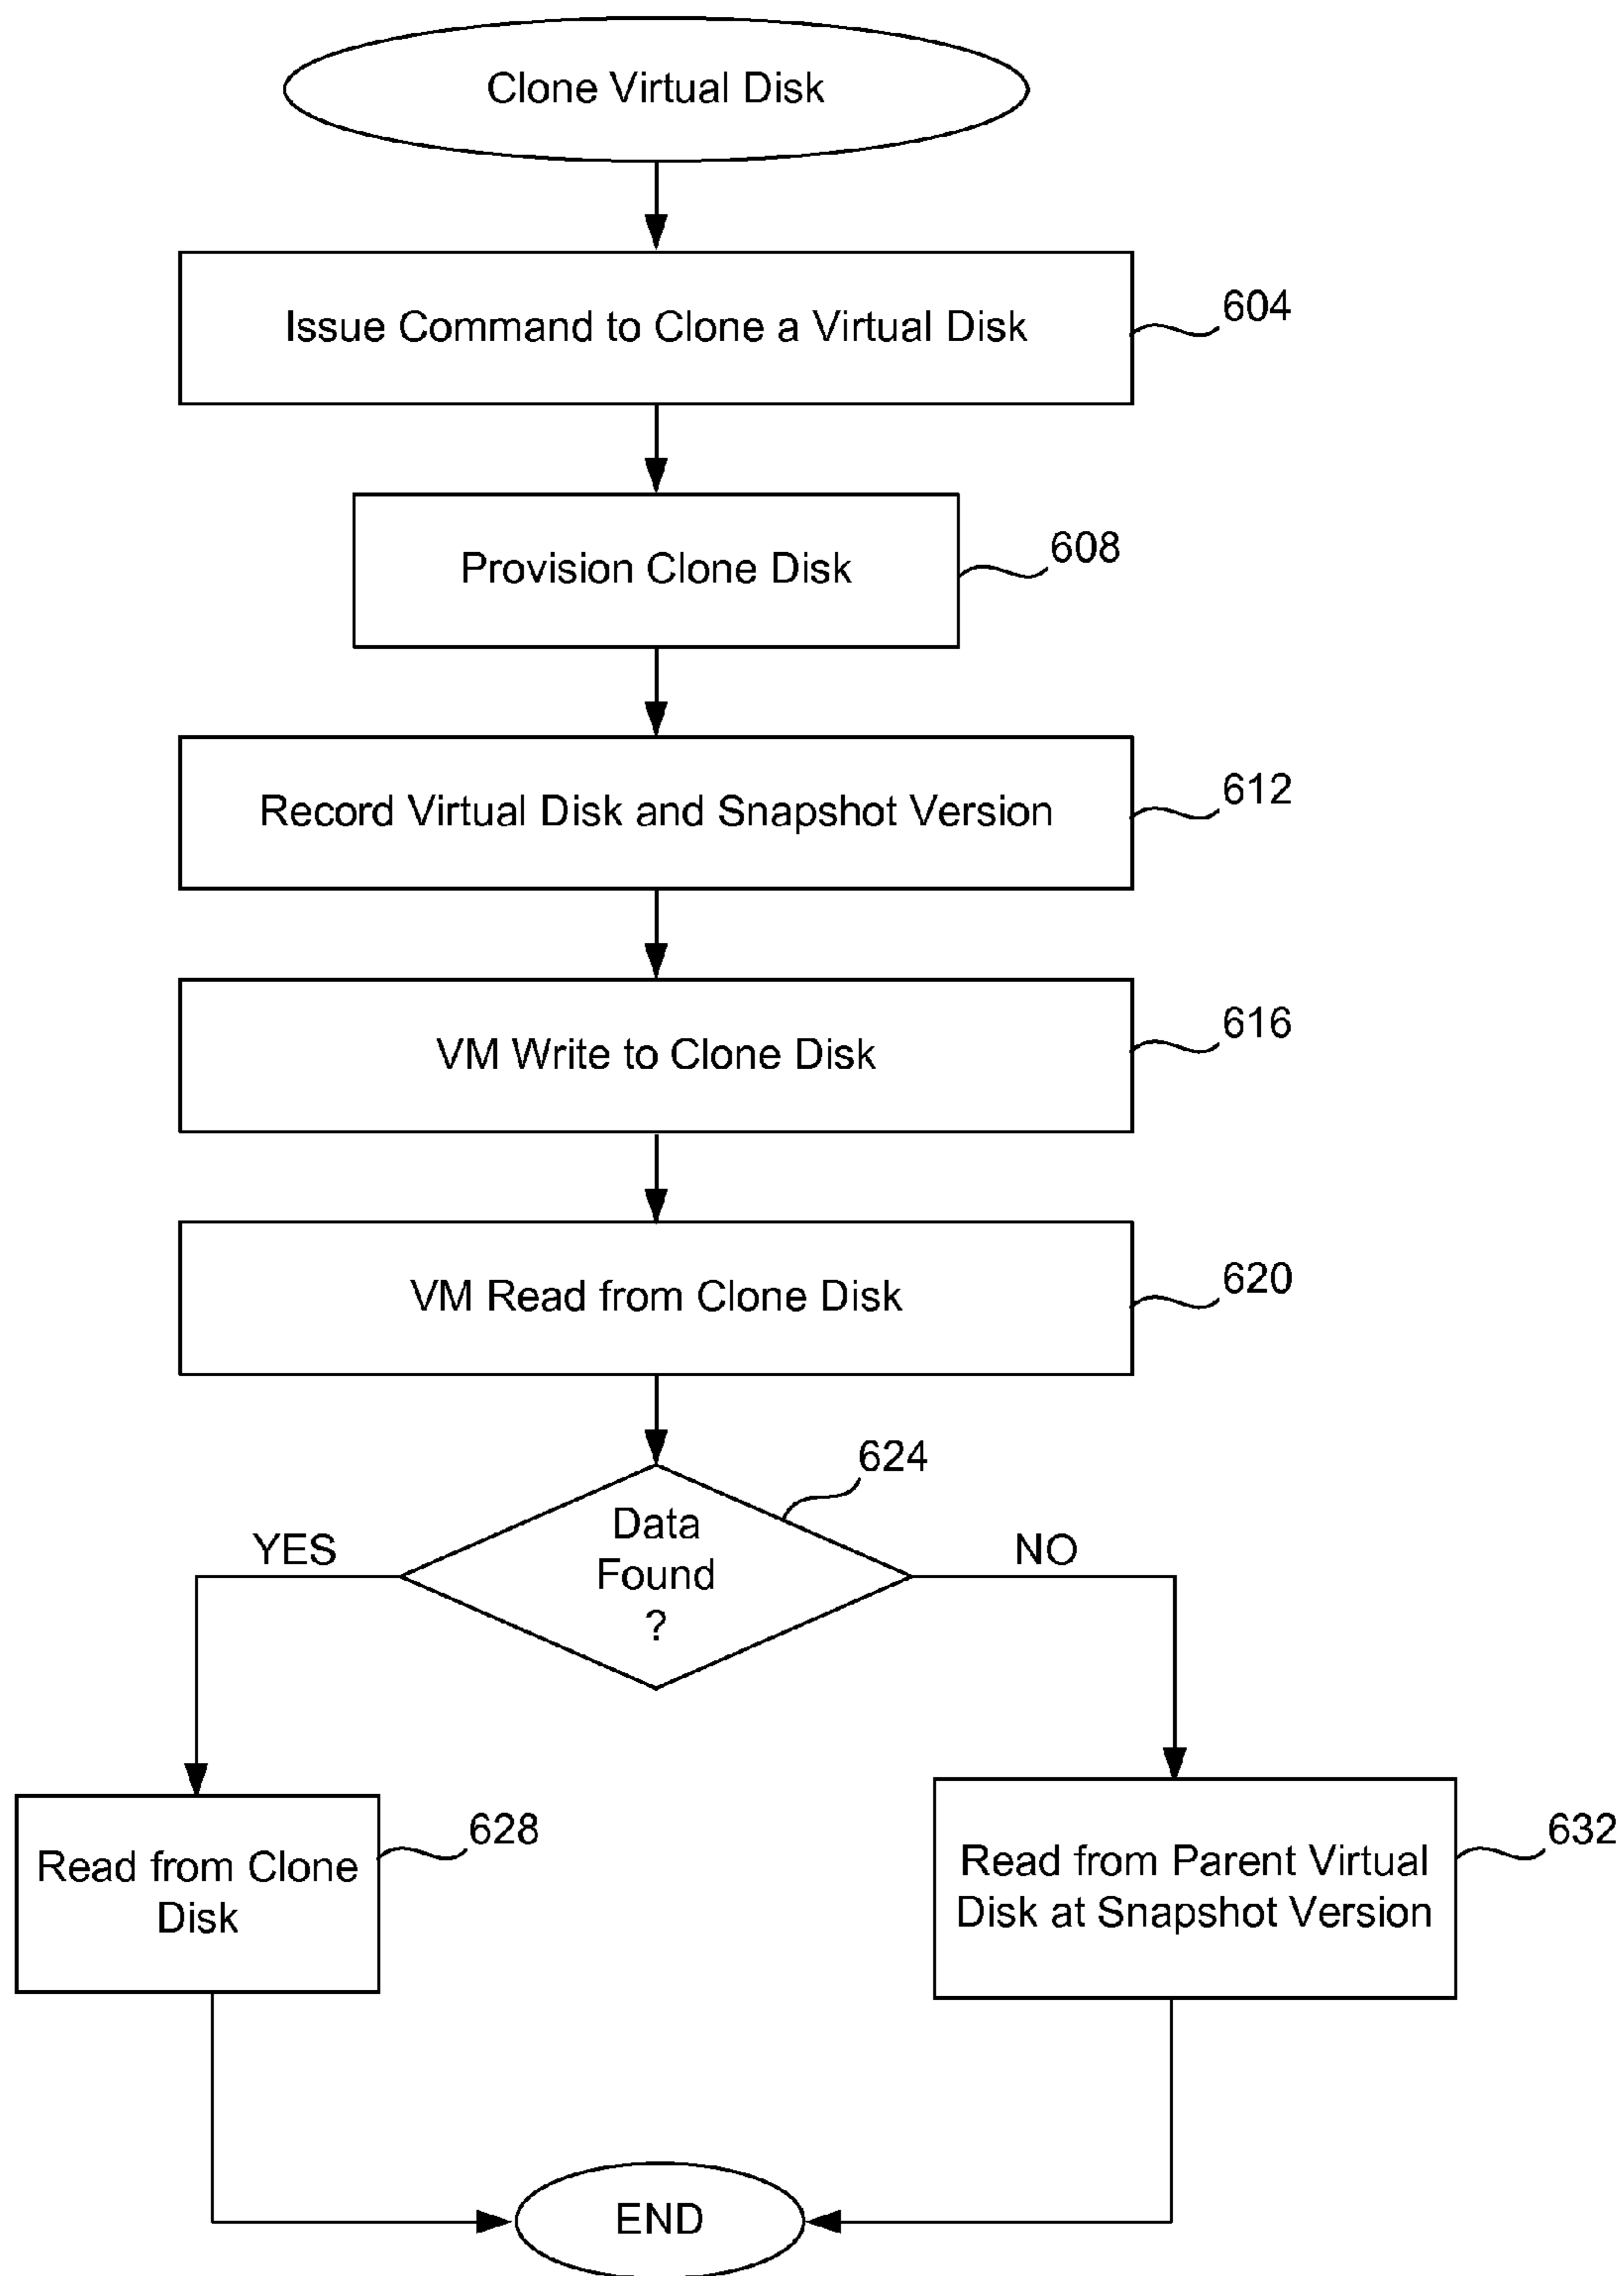 Clone Virtual Disk
Issue Command to Clone a Virtual Disk
604
Provision Clone Disk
608
Record Virtual Disk and Snapshot Version
612
VM Write to Clone Disk
616
VM Read from Clone Disk
620
624
Data
Found
?
YES
NO
Read from Clone
Disk
628
Read from Parent Virtual
Disk at Snapshot Version
632
END